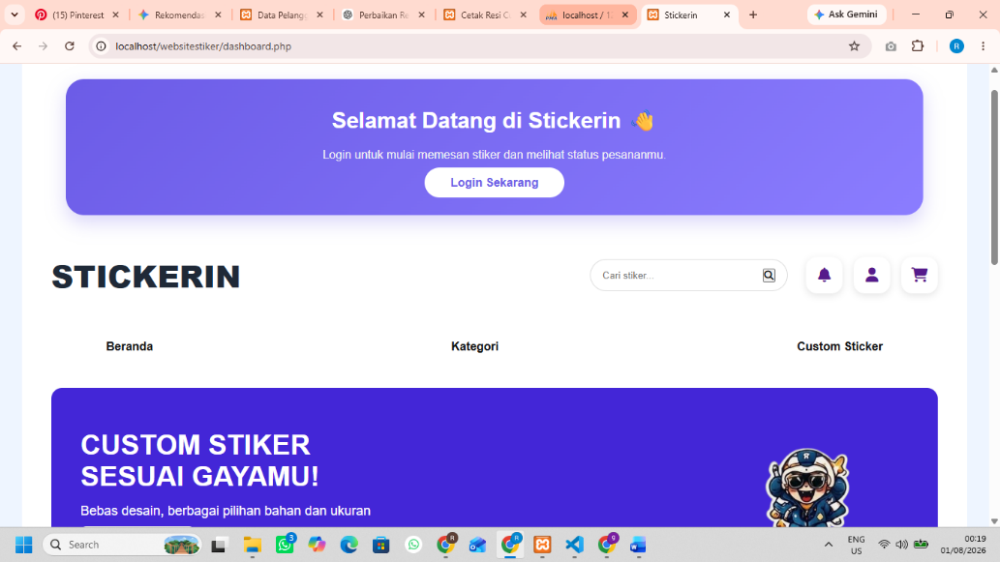 (15) Pinterest
Rekomendas
Data Pelangg
Perbaikan Re
Cetak Resi C
localhost / 1
Stickerin
Ask Gemini
localhost/websitestiker/dashboard.php
R
Selamat Datang di Stickerin 👋
Login untuk mulai memesan stiker dan melihat status pesananmu.
Login Sekarang
STICKERIN
Cari stiker...
Beranda
Kategori
Custom Sticker
CUSTOM STIKER
SESUAI GAYAMU!
Bebas desain, berbagai pilihan bahan dan ukuran
Search
3
R
R
9
ENG
US
00:19
01/08/2026